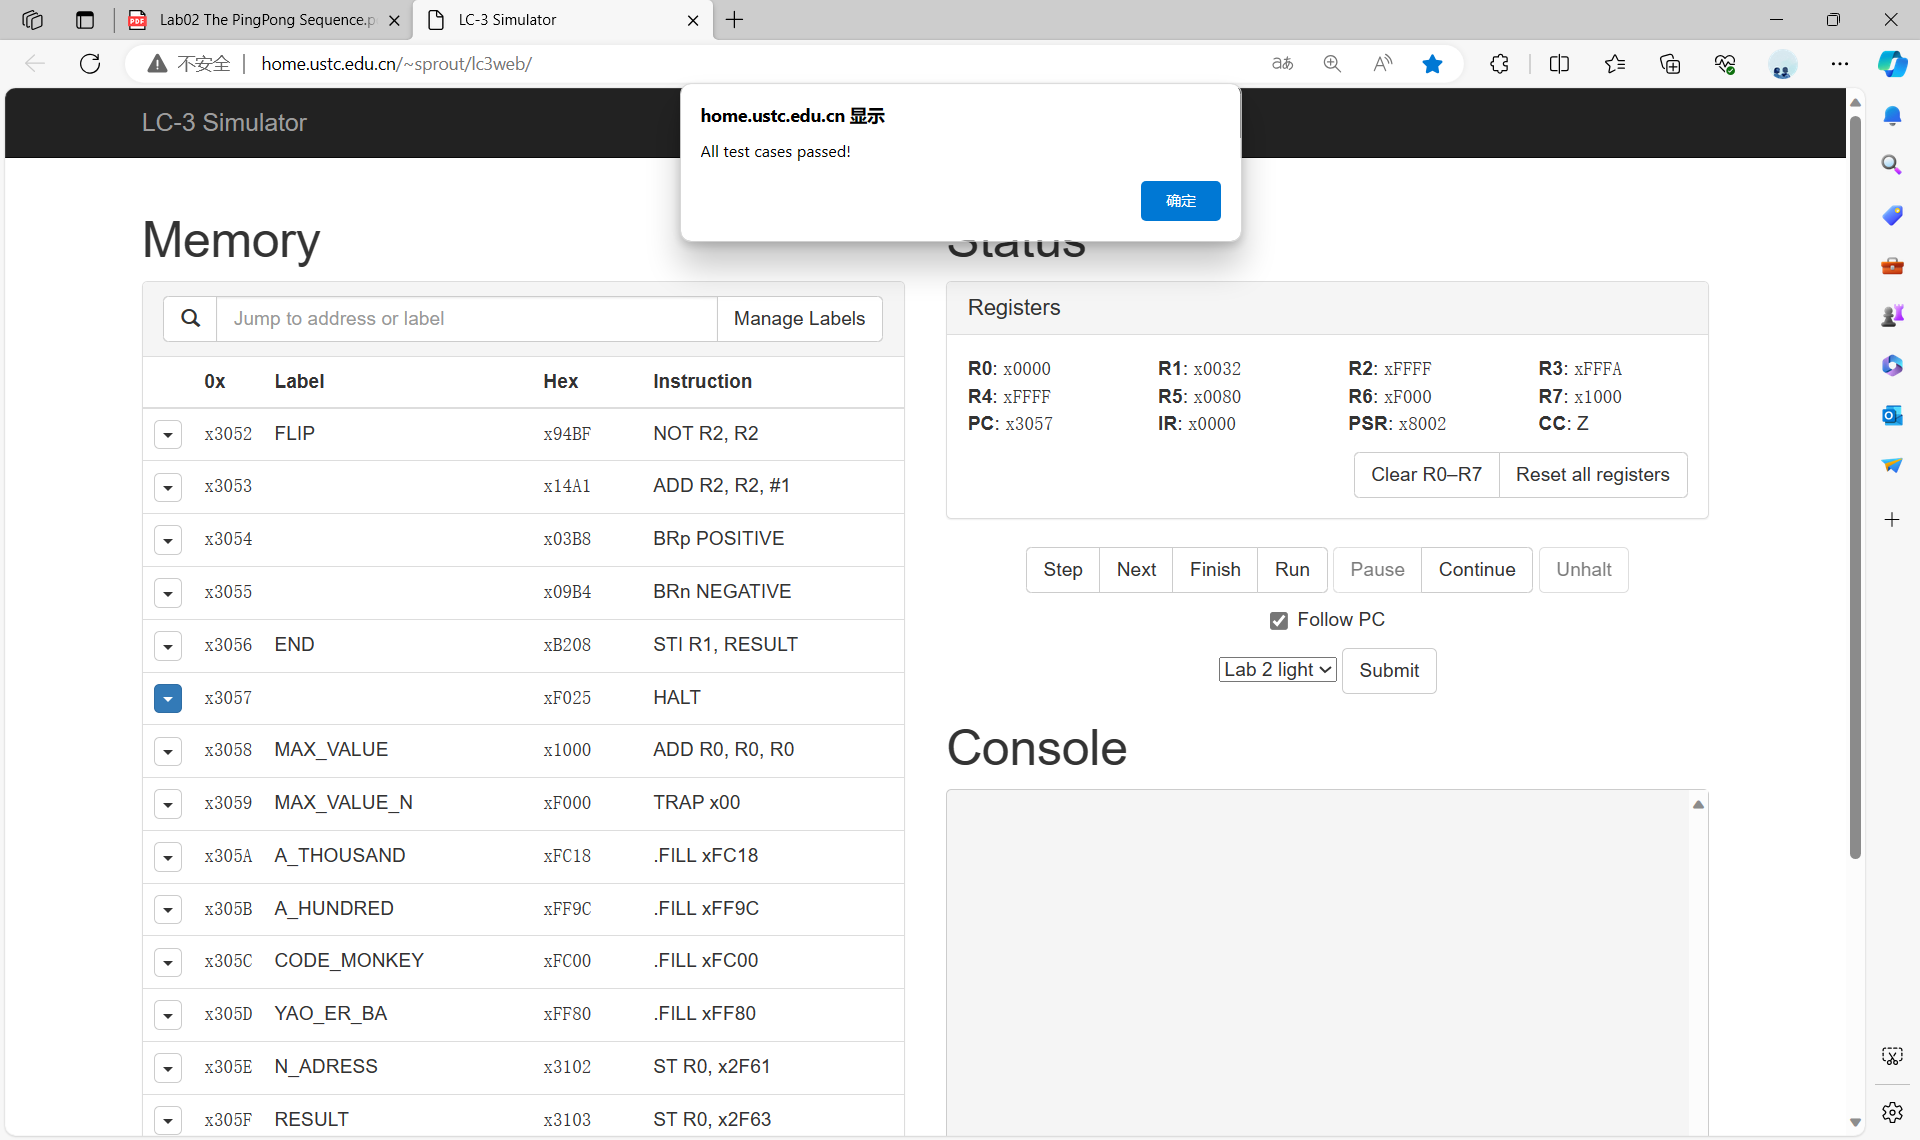 Lab02 The PingPong Sequence.p
LC-3 Simulator
不安全 home.ustc.edu.cn/~sprout/lc3web/
LC-3 Simulator
home.ustc.edu.cn 显示
All test cases passed!
确定
Memory
Jump to address or label Manage Labels
0x Label Hex Instruction
x3052 FLIP x94BF NOT R2, R2
x3053 x14A1 ADD R2, R2, #1
x3054 x03B8 BRp POSITIVE
x3055 x09B4 BRn NEGATIVE
x3056 END xB208 STI R1, RESULT
x3057 xF025 HALT
x3058 MAX_VALUE x1000 ADD R0, R0, R0
x3059 MAX_VALUE_N xF000 TRAP x00
x305A A_THOUSAND xFC18 .FILL xFC18
x305B A_HUNDRED xFF9C .FILL xFF9C
x305C CODE_MONKEY xFC00 .FILL xFC00
x305D YAO_ER_BA xFF80 .FILL xFF80
x305E N_ADRESS x3102 ST R0, x2F61
x305F RESULT x3103 ST R0, x2F63
Status
Registers
R0: x0000 R1: x0032 R2: xFFFF R3: xFFFA
R4: xFFFF R5: x0080 R6: xF000 R7: x1000
PC: x3057 IR: x0000 PSR: x8002 CC: Z
Clear R0–R7 Reset all registers
Step Next Finish Run Pause Continue Unhalt
Follow PC
Lab 2 light Submit
Console